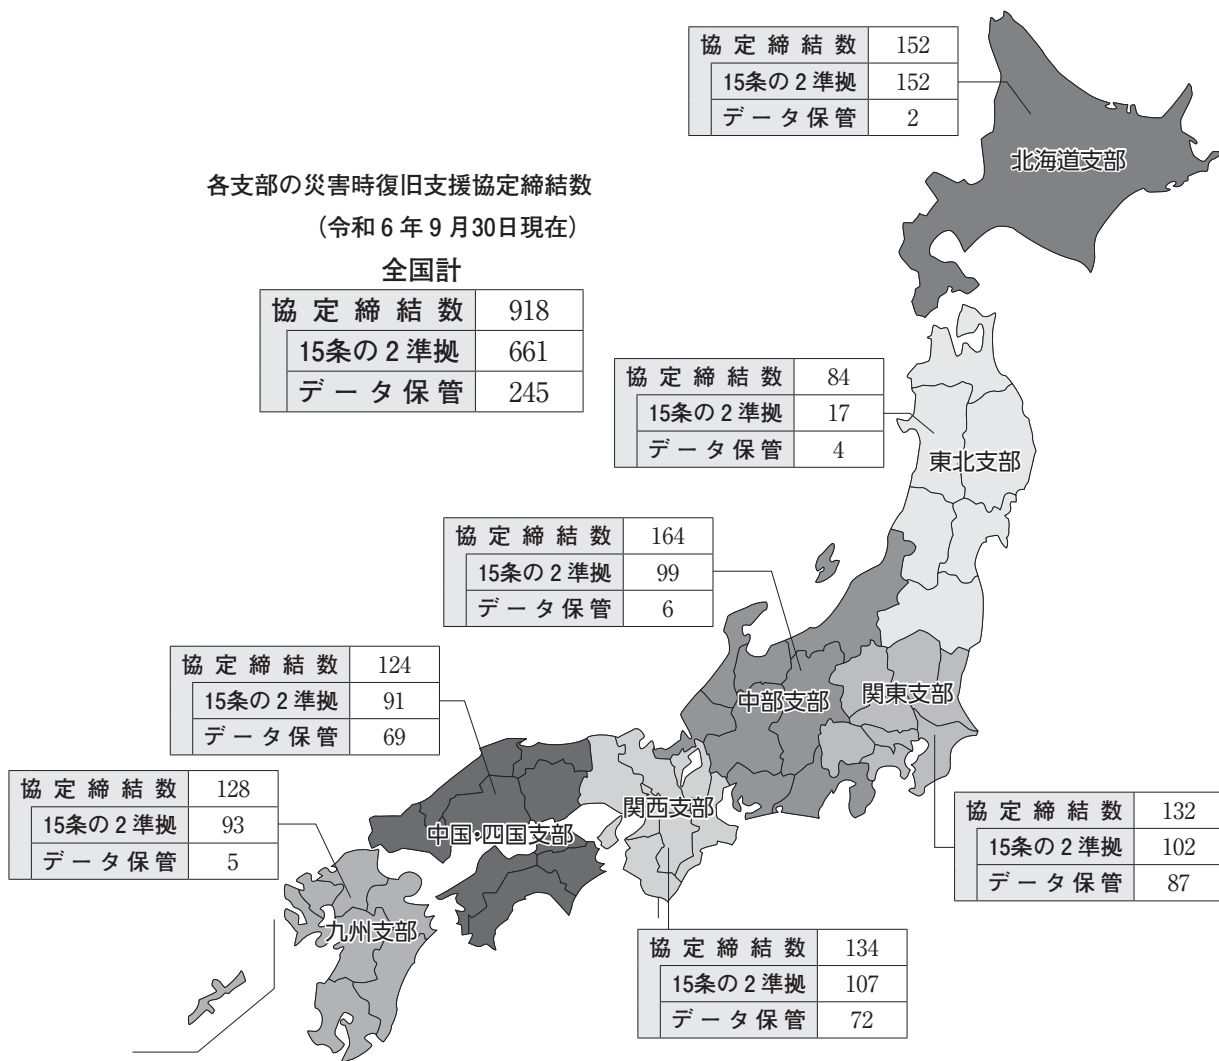 協定締結数 152
15条の2準拠 152
データ保管 2
北海道支部
各支部の災害時復旧支援協定締結数
(令和6年9月30日現在)
全国計
協定締結数 918
15条の2準拠 661
データ保管 245
協定締結数 84
15条の2準拠 17
データ保管 4
東北支部
協定締結数 164
15条の2準拠 99
データ保管 6
中部支部
関東支部
協定締結数 124
15条の2準拠 91
データ保管 69
中国・四国支部
関西支部
協定締結数 128
15条の2準拠 93
データ保管 5
九州支部
協定締結数 132
15条の2準拠 102
データ保管 87
協定締結数 134
15条の2準拠 107
データ保管 72